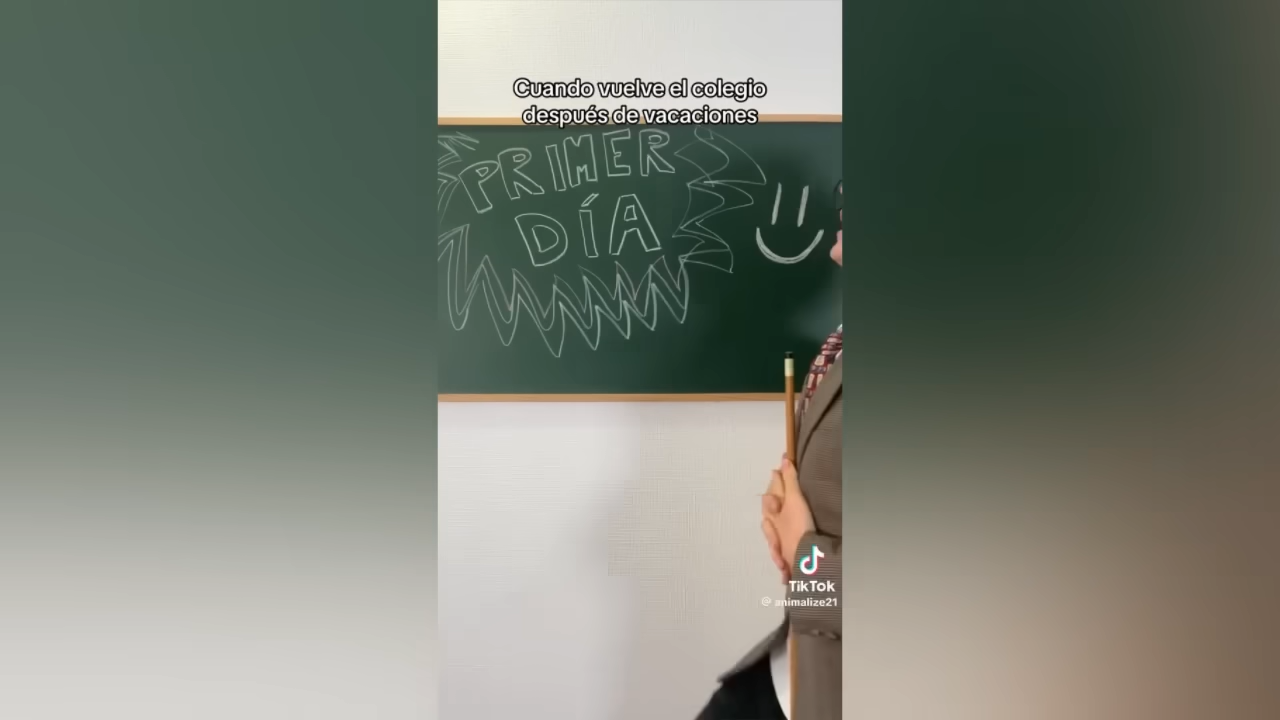 Cuando vuelve el colegio
después de vacaciones
PRIMER
DÍA
TikTok
@ animalize21